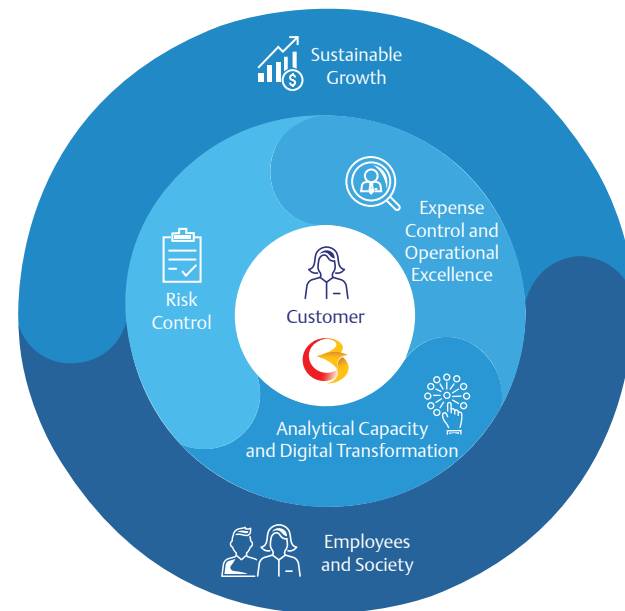 Sustainable
Growth
Expense
Control and
Operational
Excellence
Risk
Control
Customer
Analytical Capacity
and Digital Transformation
Employees
and Society